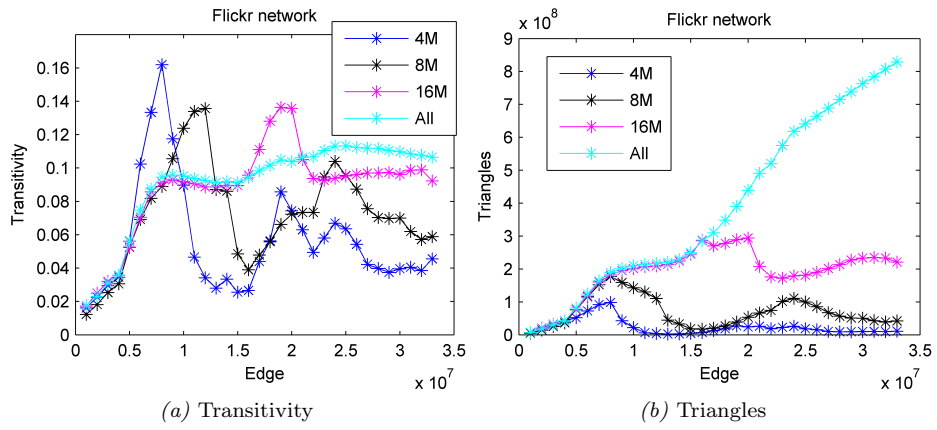 Flickr network
4M
8M
16M
All
0.16
0.14
0.12
0.1
0.08
0.06
0.04
0.02
0
Transitivity
0 0.5 1 1.5 2 2.5 3 3.5
Edge
x 10^7
(a) Transitivity
x 10^8
Flickr network
4M
8M
16M
All
9
8
7
6
5
4
3
2
1
0
Triangles
0 0.5 1 1.5 2 2.5 3 3.5
Edge
x 10^7
(b) Triangles